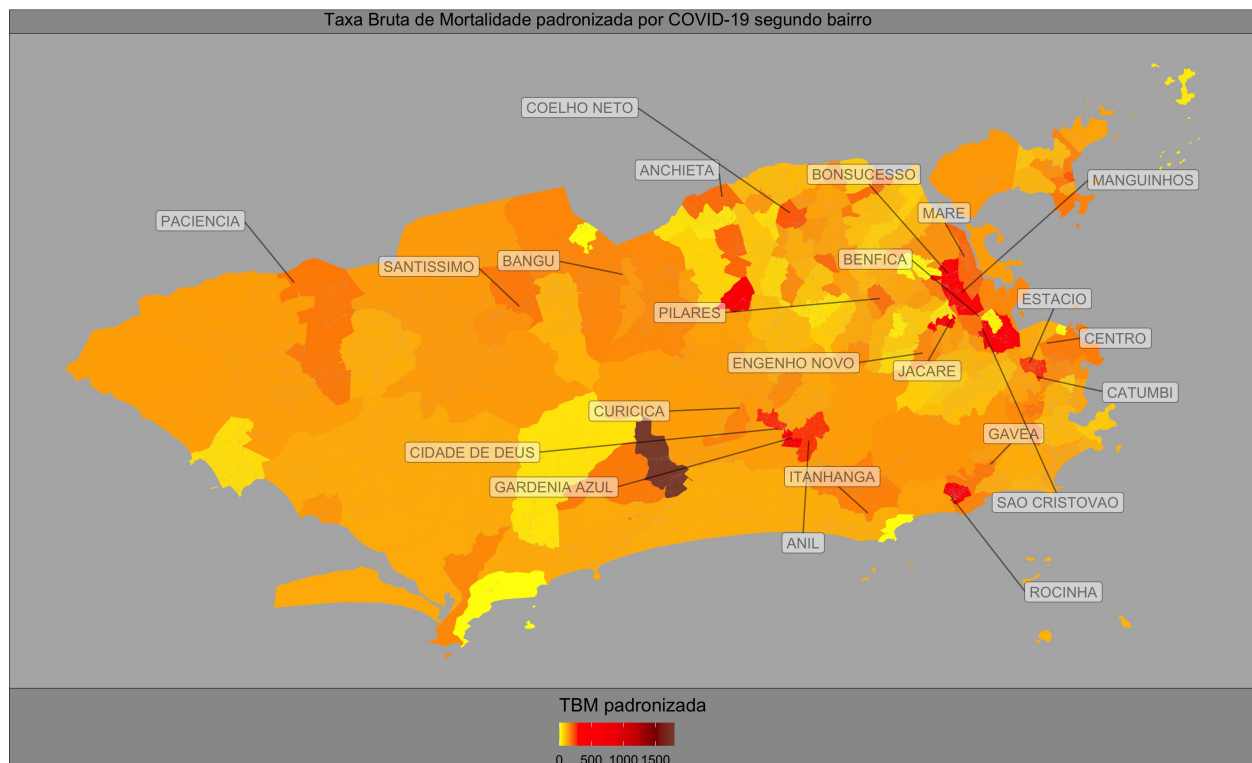 Taxa Bruta de Mortalidade padronizada por COVID-19 segundo bairro
COELHO NETO
ANCHIETA
BONSUCESSO
MANGUINHOS
PACIENCIA
MARE
SANTISSIMO
BANGU
BENFICA
ESTACIO
PILARES
CENTRO
ENGENHO NOVO
JACARE
CATUMBI
CURICICA
GAVEA
CIDADE DE DEUS
ITANHANGA
GARDENIA AZUL
SAO CRISTOVAO
ANIL
ROCINHA
TBM padronizada
0 500 1000 1500